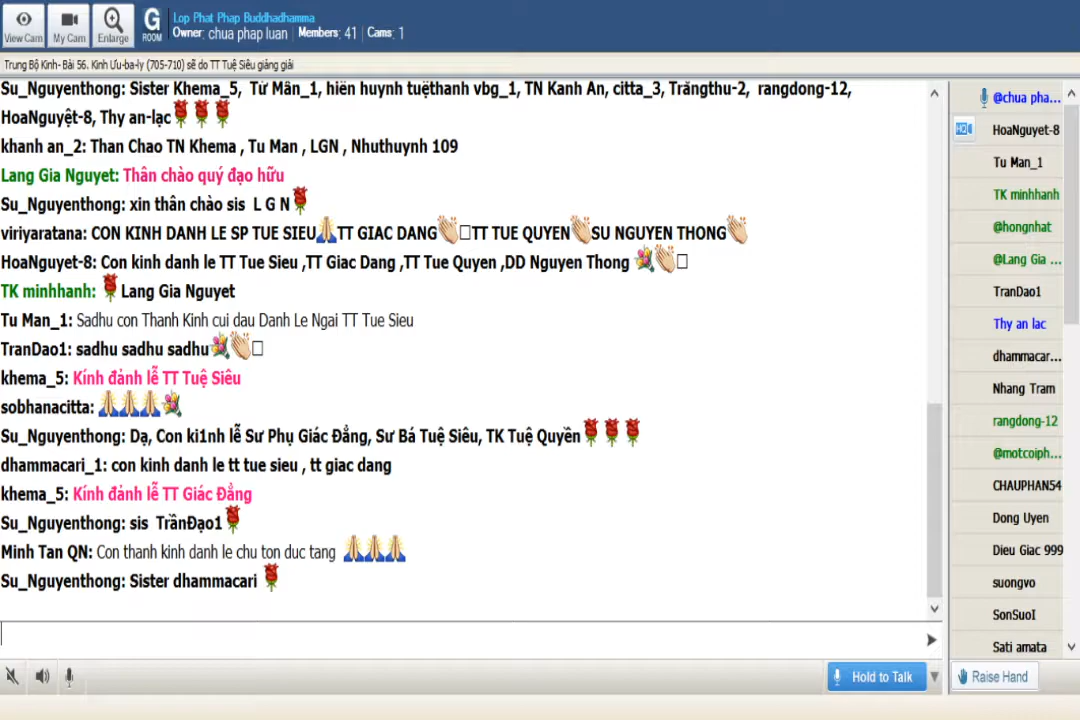 View Cam
My Cam
Enlarge
G
ROOM
Lop Phat Phap Buddhadhamma
Owner: chua phap luan | Members: 41 | Cams: 1
Trung Bộ Kinh- Bài 56. Kinh Ưu-ba-ly (705-710) sẽ do TT Tuệ Siêu giảng giải
Su_Nguyenthong: Sister Khema_5, Từ Mân_1, hiền huynh tuệthanh vbg_1, TN Kanh An, citta_3, Trăngthu-2, rangdong-12,
HoaNguyệt-8, Thy an-lạc
khanh an_2: Than Chao TN Khema , Tu Man , LGN , Nhuthuynh 109
Lang Gia Nguyet: Thân chào quý đạo hữu
Su_Nguyenthong: xin thân chào sis L G N
viriyaratana: CON KINH DANH LE SP TUE SIEU TT GIAC DANG TT TUE QUYEN SU NGUYEN THONG
HoaNguyet-8: Con kinh danh le TT Tue Sieu ,TT Giac Dang ,TT Tue Quyen ,DD Nguyen Thong
TK minhhanh: Lang Gia Nguyet
Tu Man_1: Sadhu con Thanh Kinh cui dau Danh Le Ngai TT Tue Sieu
TranDao1: sadhu sadhu sadhu
khema_5: Kính đảnh lễ TT Tuệ Siêu
sobhanacitta:
Su_Nguyenthong: Dạ, Con ki1nh lễ Sư Phụ Giác Đẳng, Sư Bá Tuệ Siêu, TK Tuệ Quyền
dhammacari_1: con kinh danh le tt tue sieu , tt giac dang
khema_5: Kính đảnh lễ TT Giác Đẳng
Su_Nguyenthong: sis TrầnĐạo1
Minh Tan QN: Con thanh kinh danh le chu ton duc tang
Su_Nguyenthong: Sister dhammacari
Hold to Talk
@chua pha...
HQ
HoaNguyet-8
Tu Man_1
TK minhhanh
@hongnhat
@Lang Gia ...
TranDao1
Thy an lac
dhammacar...
Nhang Tram
rangdong-12
@motcoiph...
CHAUPHAN54
Dong Uyen
Dieu Giac 999
suongvo
SonSuoI
Sati amata
Raise Hand